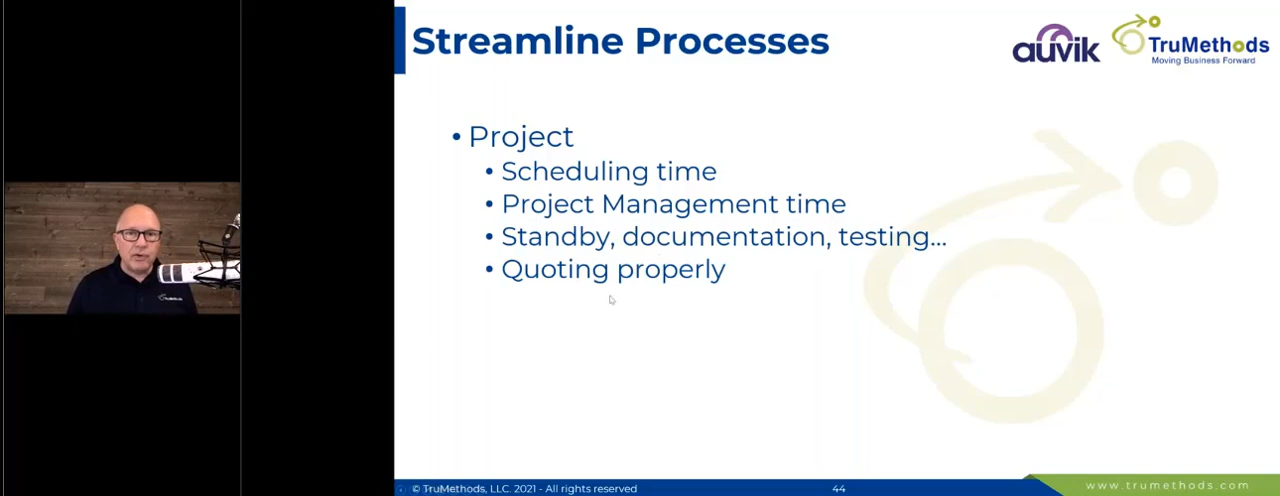 Streamline Processes
auvik
TruMethods
Moving Business Forward
• Project
• Scheduling time
• Project Management time
• Standby, documentation, testing...
• Quoting properly
© TruMethods, LLC. 2021 - All rights reserved
44
www.trumethods.com